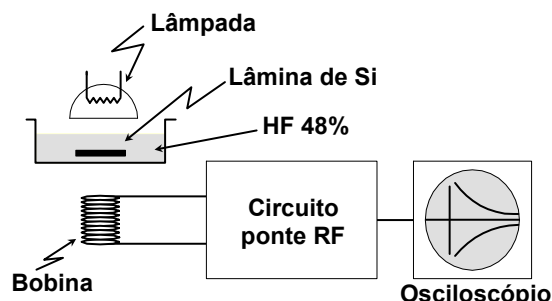 Lâmpada
Lâmina de Si
HF 48%
Circuito
ponte RF
Bobina
Osciloscópio